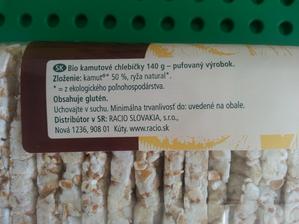 SK Bio kamutové chlebíčky 140 g – pufovaný výrobok.
Zloženie: kamut®* 50 %, ryža natural*.
* = z ekologického poľnohospodárstva.
Obsahuje glutén.
Uchovajte v suchu. Minimálna trvanlivosť do: uvedené na obale.
Distribútor v SR: RACIO SLOVAKIA, s.r.o.,
Nová 1236, 908 01 Kúty, www.racio.sk